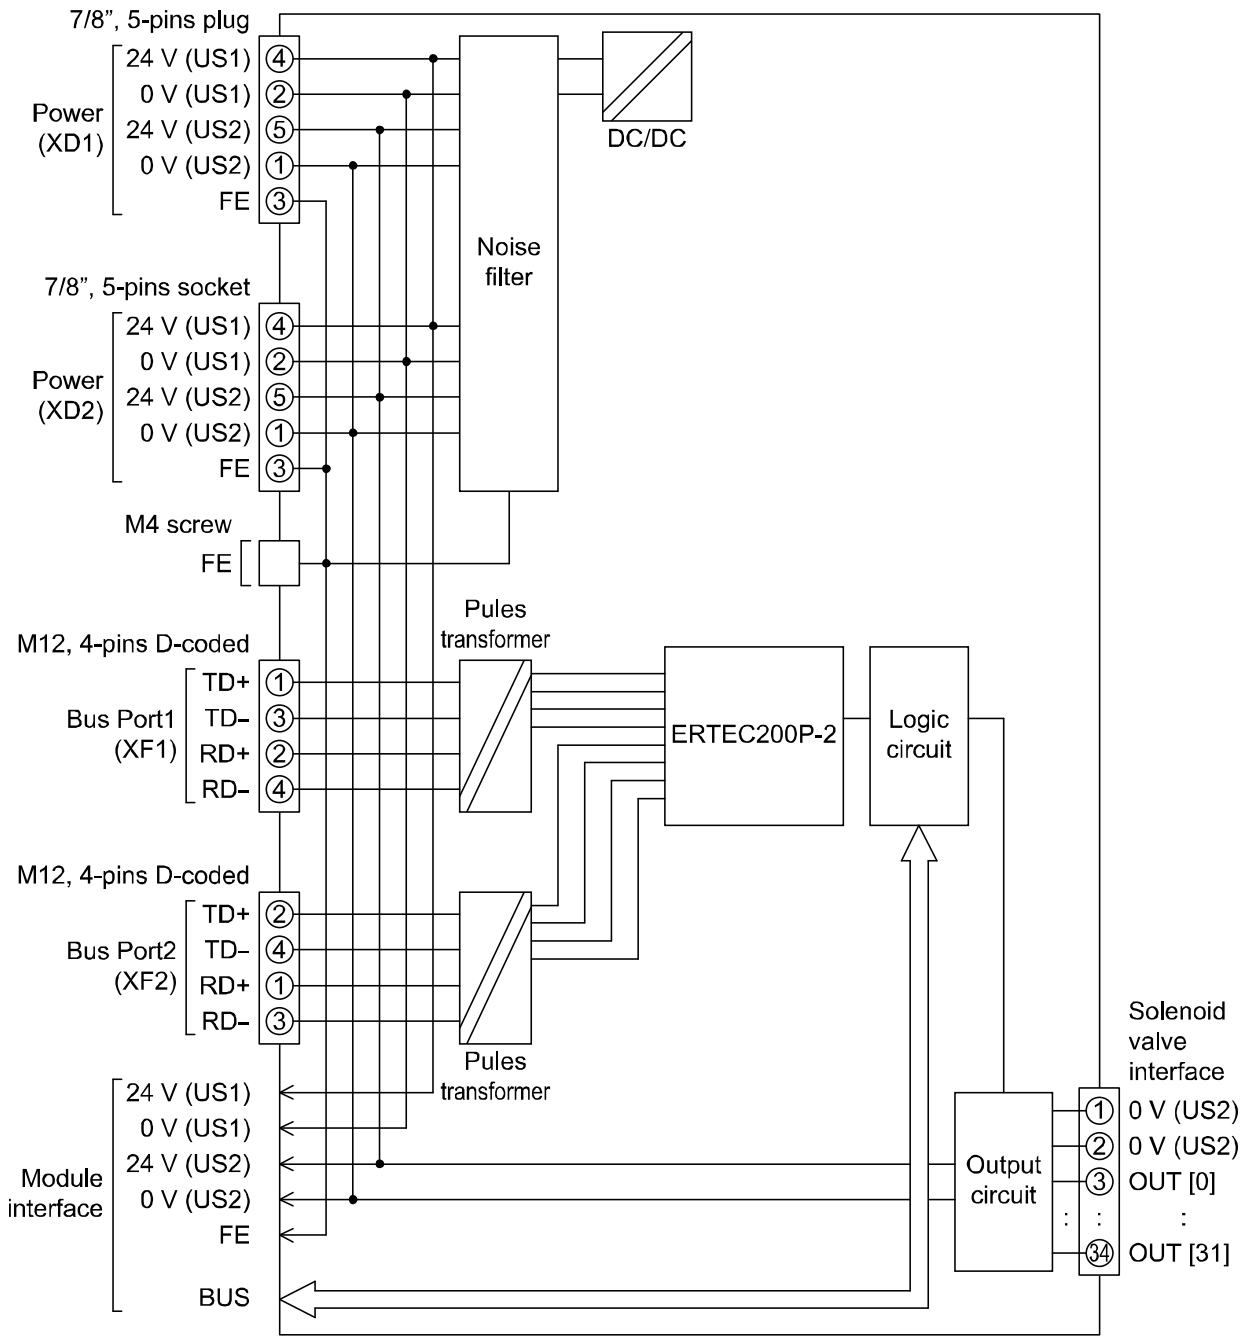 7/8”, 5-pins plug
Power
(XD1)
24 V (US1) 4
0 V (US1) 2
24 V (US2) 5
0 V (US2) 1
FE 3
Noise
filter
DC/DC
7/8”, 5-pins socket
Power
(XD2)
24 V (US1) 4
0 V (US1) 2
24 V (US2) 5
0 V (US2) 1
FE 3
M4 screw
FE
M12, 4-pins D-coded
Bus Port1
(XF1)
TD+ 1
TD– 3
RD+ 2
RD– 4
Pules
transformer
ERTEC200P-2
Logic
circuit
M12, 4-pins D-coded
Bus Port2
(XF2)
TD+ 2
TD– 4
RD+ 1
RD– 3
Pules
transformer
Module
interface
24 V (US1)
0 V (US1)
24 V (US2)
0 V (US2)
FE
BUS
Output
circuit
Solenoid
valve
interface
1 0 V (US2)
2 0 V (US2)
3 OUT [0]
: : :
34 OUT [31]